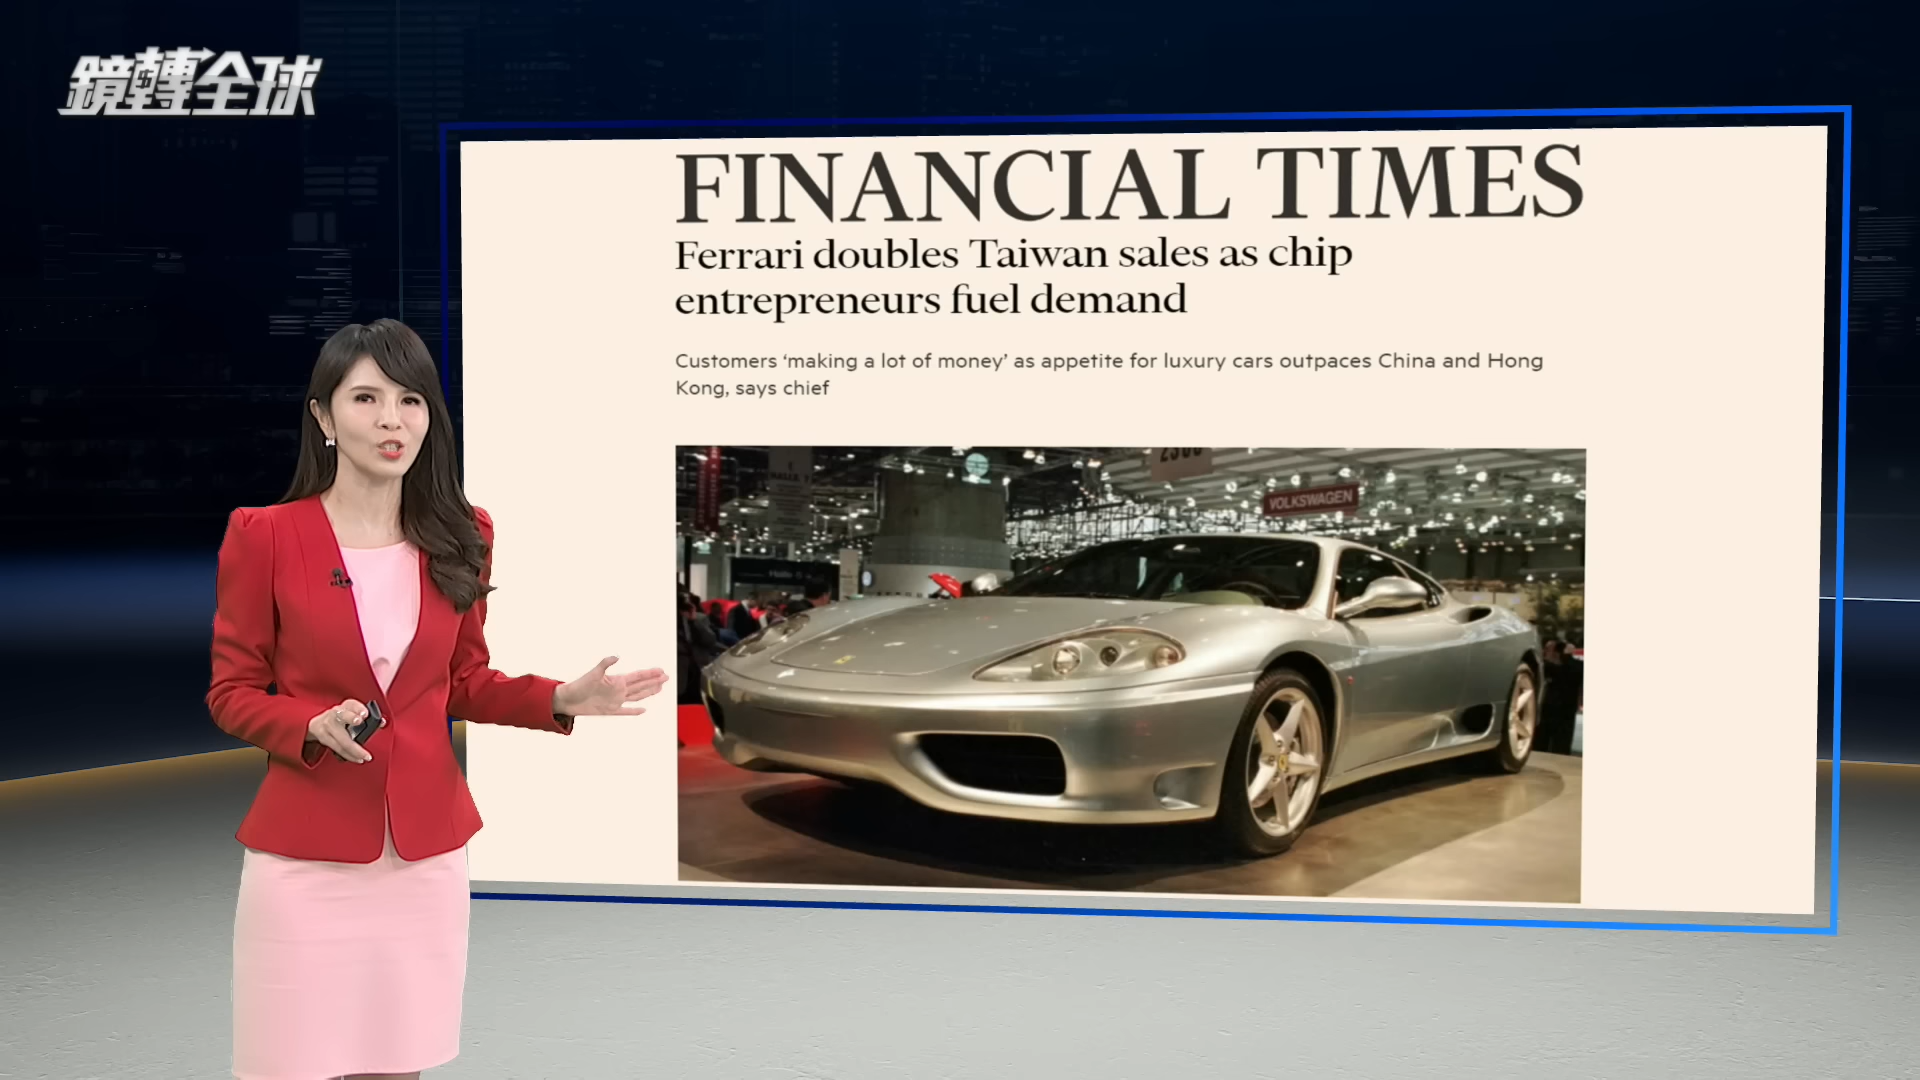 鏡轉全球
FINANCIAL TIMES
Ferrari doubles Taiwan sales as chip
entrepreneurs fuel demand
Customers ‘making a lot of money’ as appetite for luxury cars outpaces China and Hong
Kong, says chief
VOLKSWAGEN